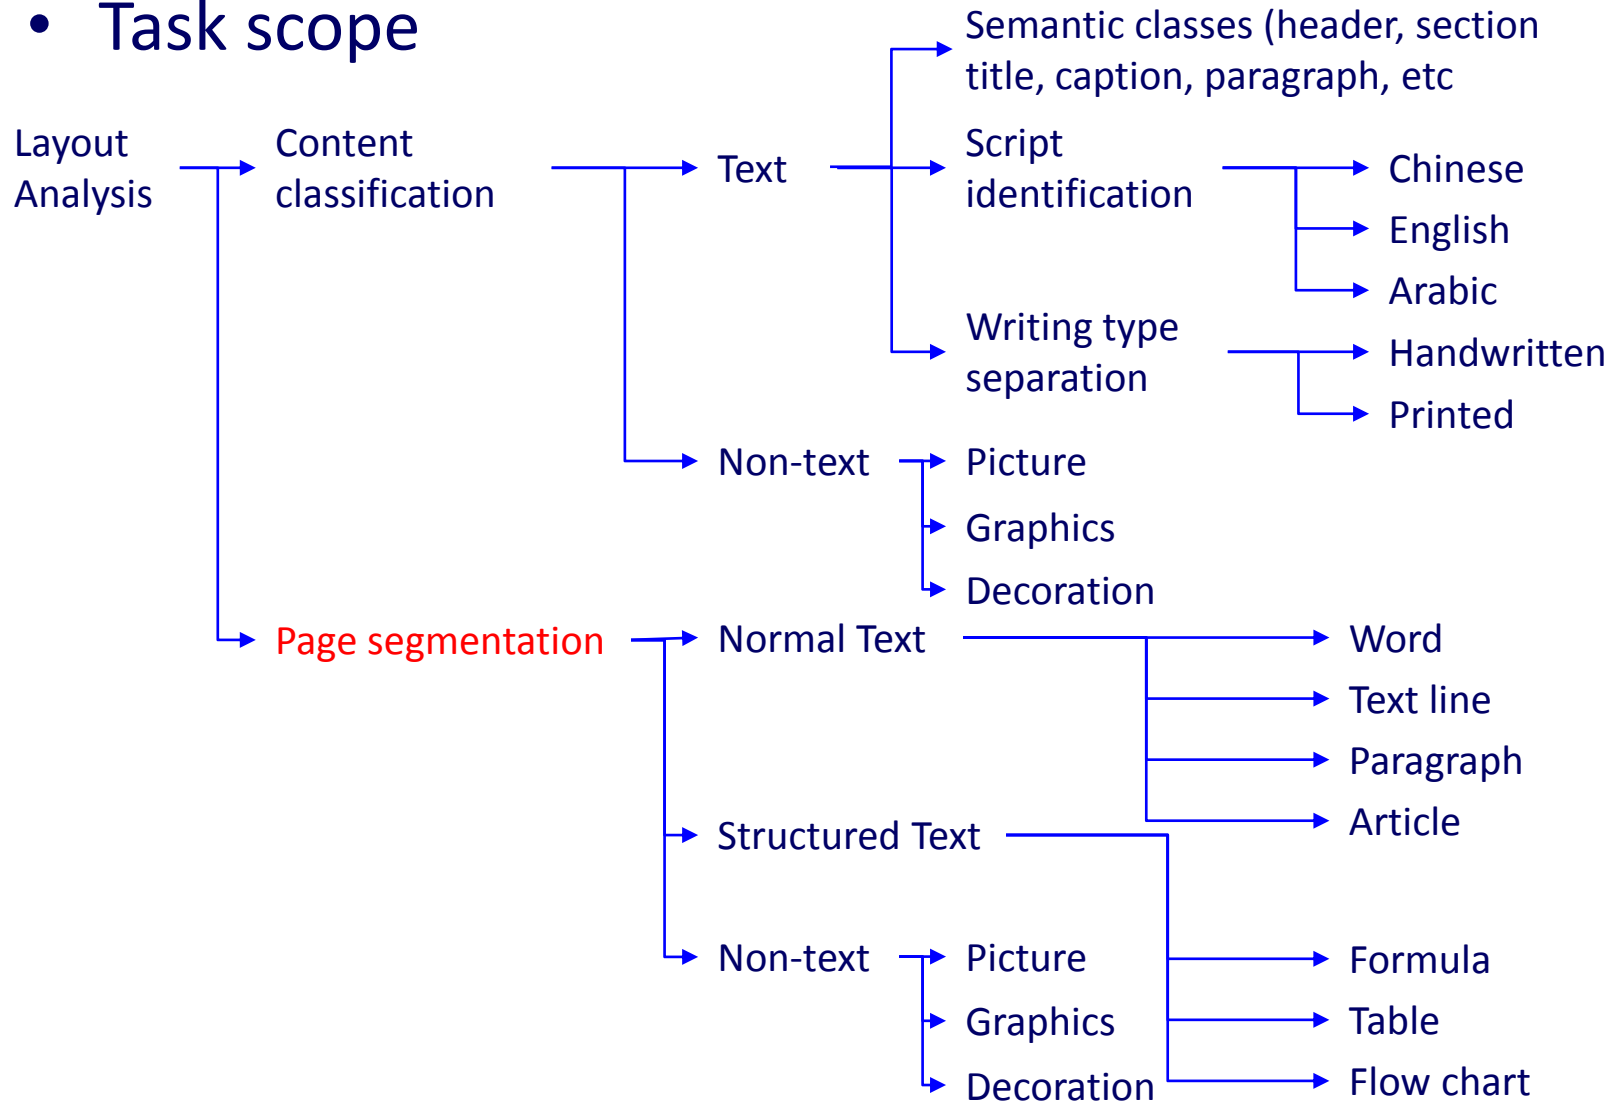 • Task scope
Layout
Analysis
Content
classification
Text
Semantic classes (header, section
title, caption, paragraph, etc
Script
identification
Chinese
English
Arabic
Writing type
separation
Handwritten
Printed
Non-text
Picture
Graphics
Decoration
Page segmentation
Normal Text
Word
Text line
Paragraph
Article
Structured Text
Formula
Table
Flow chart
Non-text
Picture
Graphics
Decoration